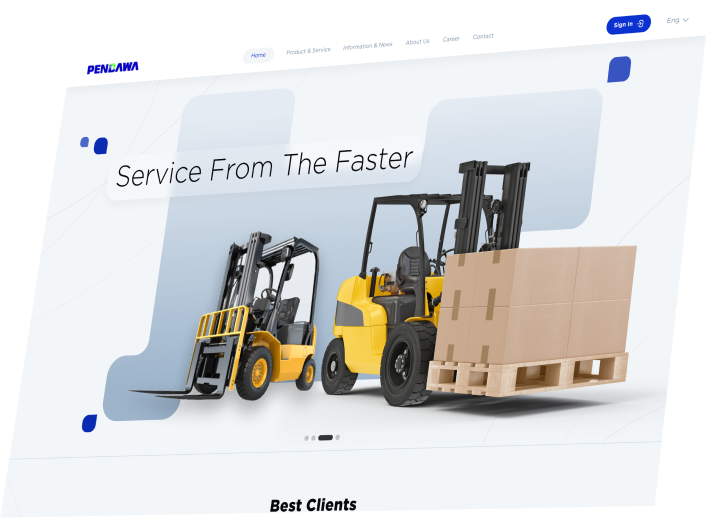 Sign In
Eng
PENDAWA
Home
Product & Service
Information & News
About Us
Career
Contact
Service From The Faster
Best Clients